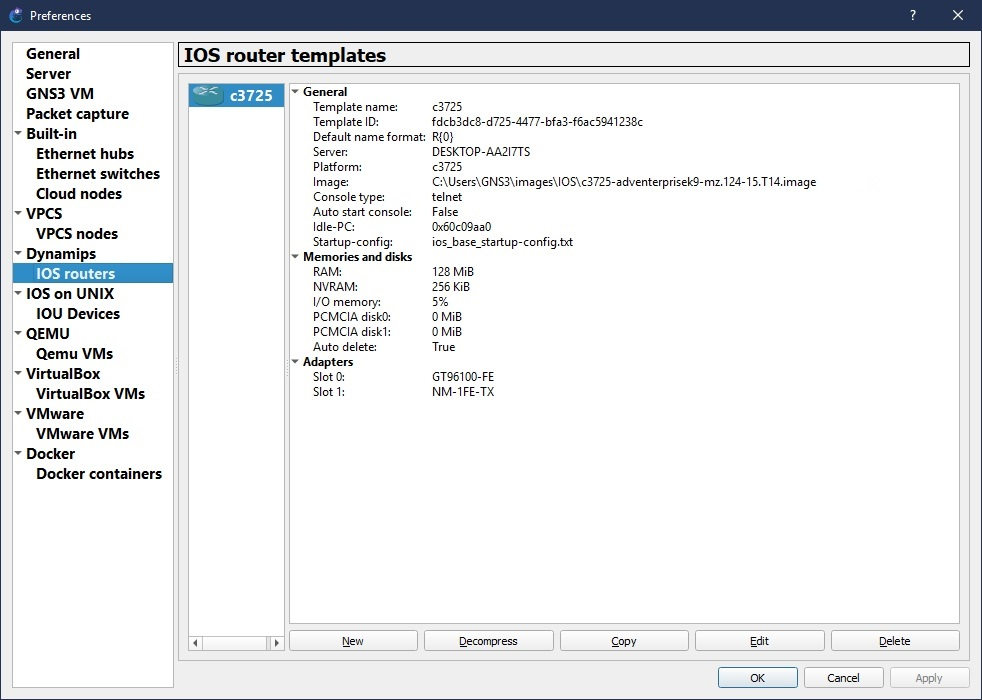 Preferences
?
General
Server
GNS3 VM
Packet capture
Built-in
Ethernet hubs
Ethernet switches
Cloud nodes
VPCS
VPCS nodes
Dynamips
IOS routers
IOS on UNIX
IOU Devices
QEMU
Qemu VMs
VirtualBox
VirtualBox VMs
VMware
VMware VMs
Docker
Docker containers
IOS router templates
c3725
General
Template name: c3725
Template ID: fdcb3dc8-d725-4477-bfa3-f6ac5941238c
Default name format: R{0}
Server: DESKTOP-AA2I7TS
Platform: c3725
Image: C:\Users\GNS3\images\IOS\c3725-adventerprisek9-mz.124-15.T14.image
Console type: telnet
Auto start console: False
Idle-PC: 0x60c09aa0
Startup-config: ios_base_startup-config.txt
Memories and disks
RAM: 128 MiB
NVRAM: 256 KiB
I/O memory: 5%
PCMCIA disk0: 0 MiB
PCMCIA disk1: 0 MiB
Auto delete: True
Adapters
Slot 0: GT96100-FE
Slot 1: NM-1FE-TX
New Decompress Copy Edit Delete
OK Cancel Apply